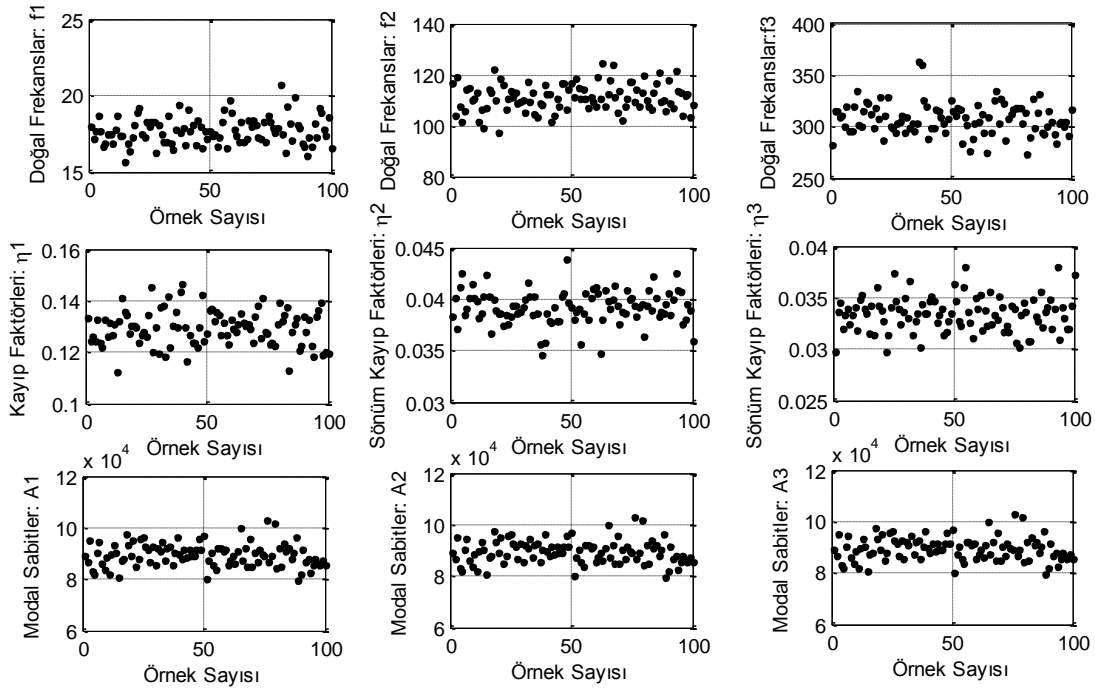 Doğal Frekanslar: f1
25
20
15
0
50
100
Örnek Sayısı
Doğal Frekanslar: f2
140
120
100
80
0
50
100
Örnek Sayısı
Doğal Frekanslar:f3
400
350
300
250
0
50
100
Örnek Sayısı
Kayıp Faktörleri: η1
0.16
0.14
0.12
0.1
0
50
100
Örnek Sayısı
Sönüm Kayıp Faktörleri: η2
0.045
0.04
0.035
0.03
0
50
100
Örnek Sayısı
Sönüm Kayıp Faktörleri: η3
0.04
0.035
0.03
0.025
0
50
100
Örnek Sayısı
Modal Sabitler: A1
x 10⁴
12
10
8
6
0
50
100
Örnek Sayısı
Modal Sabitler: A2
x 10⁴
12
10
8
6
0
50
100
Örnek Sayısı
Modal Sabitler: A3
x 10⁴
12
10
8
6
0
50
100
Örnek Sayısı